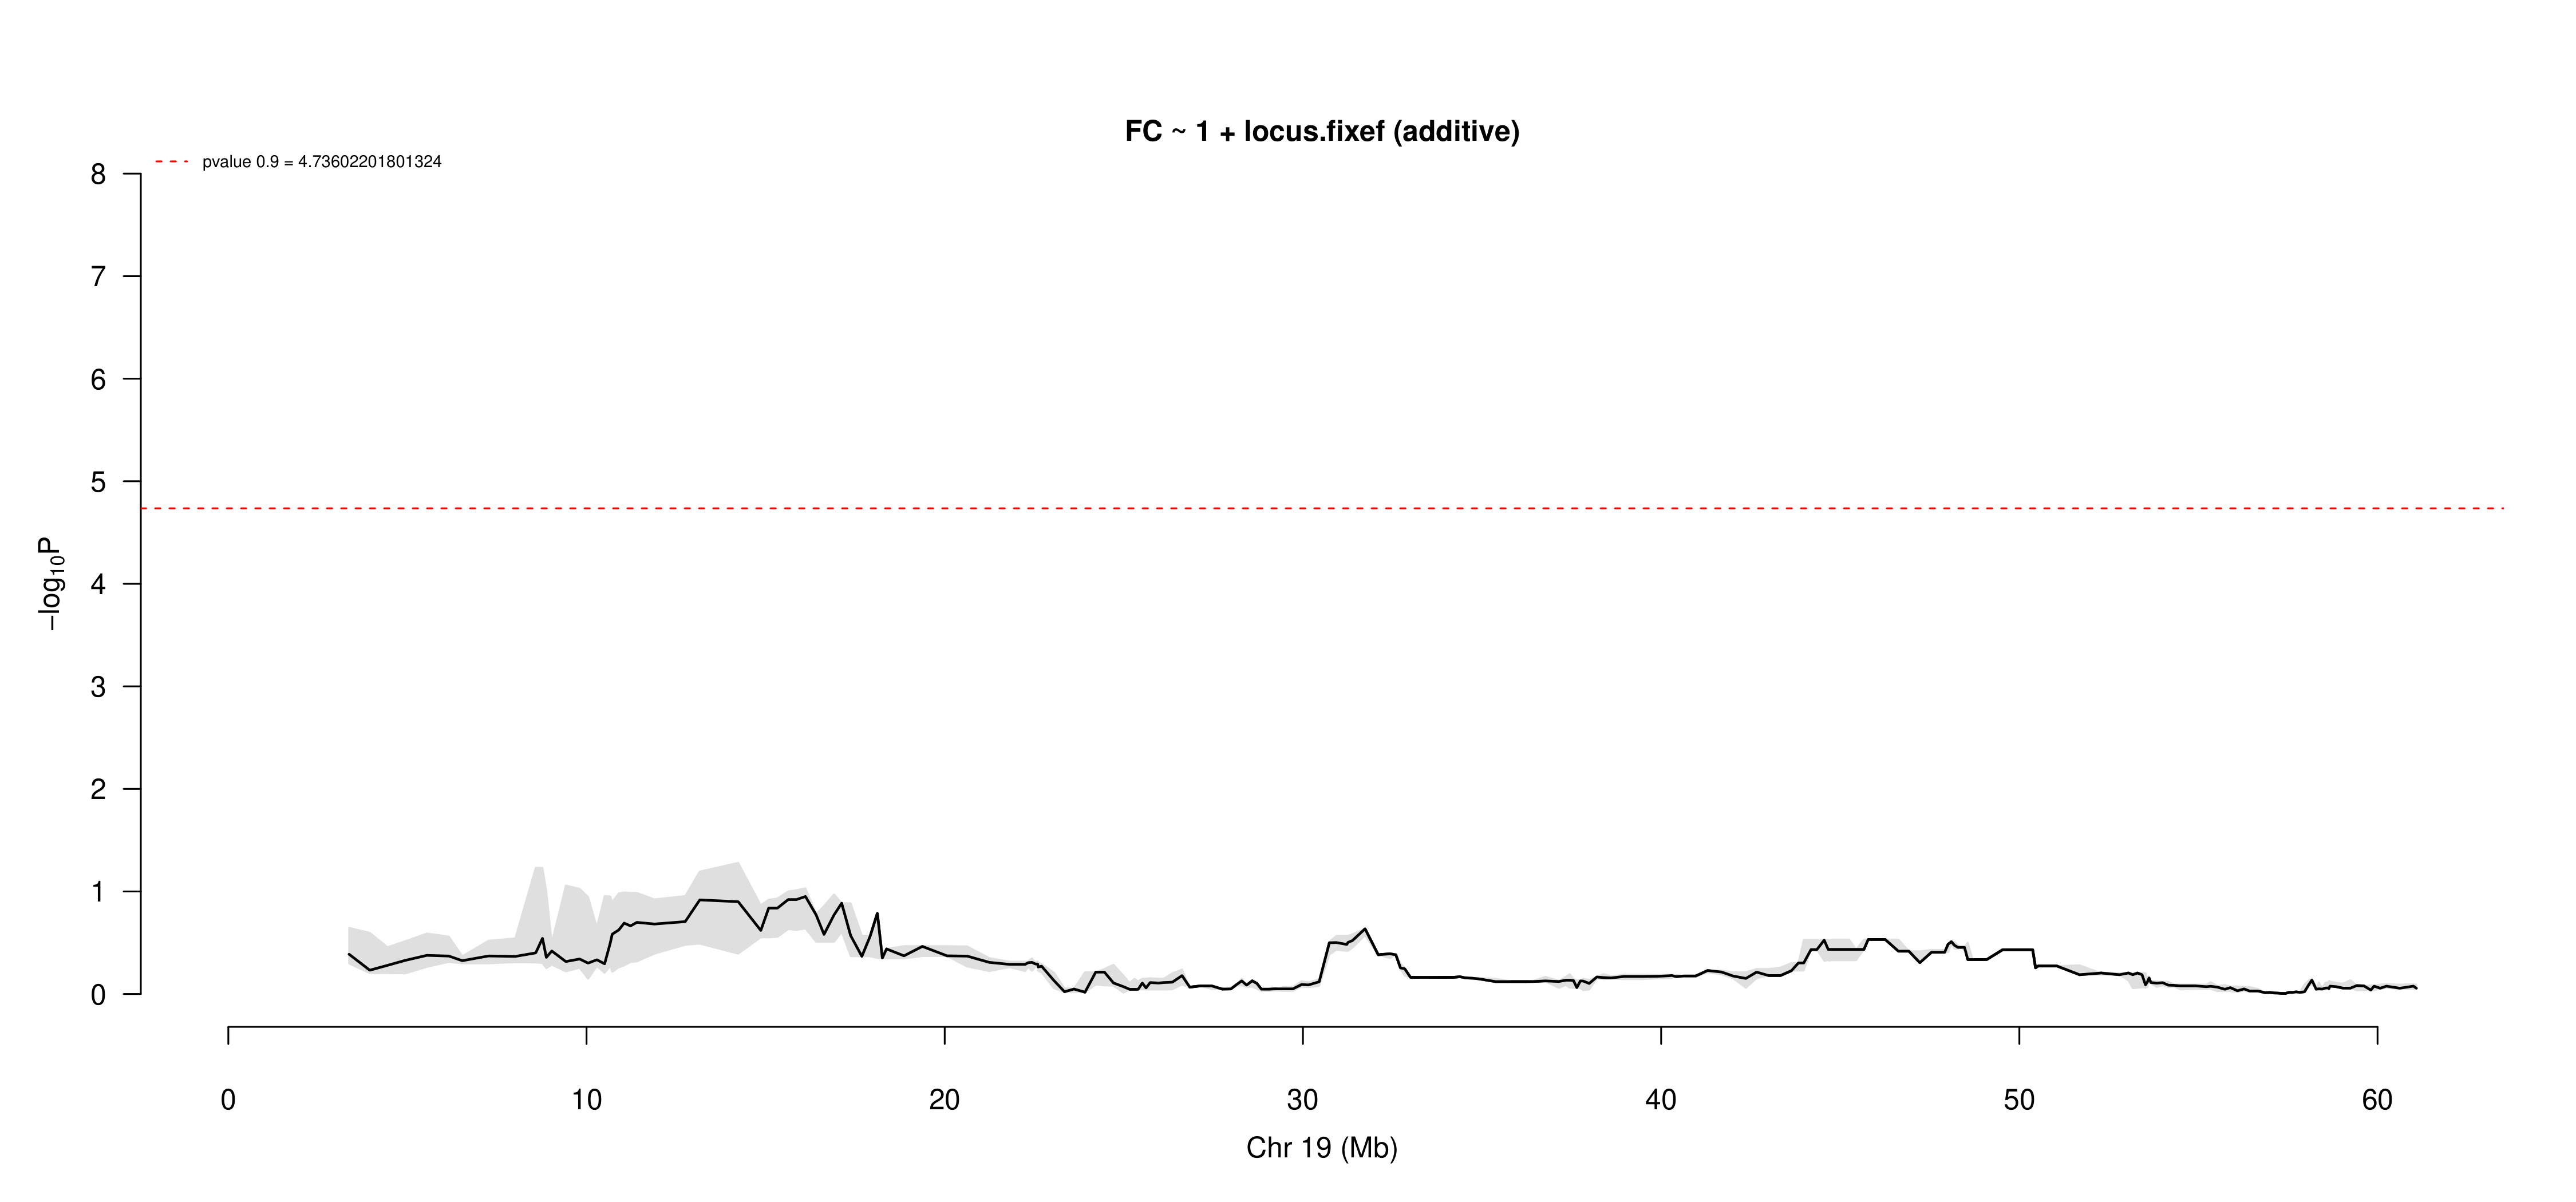 FC ~ 1 + locus.fixef (additive)
pvalue 0.9 = 4.73602201801324
8
7
6
5
4
3
2
1
0
−log10P
0 10 20 30 40 50 60
Chr 19 (Mb)